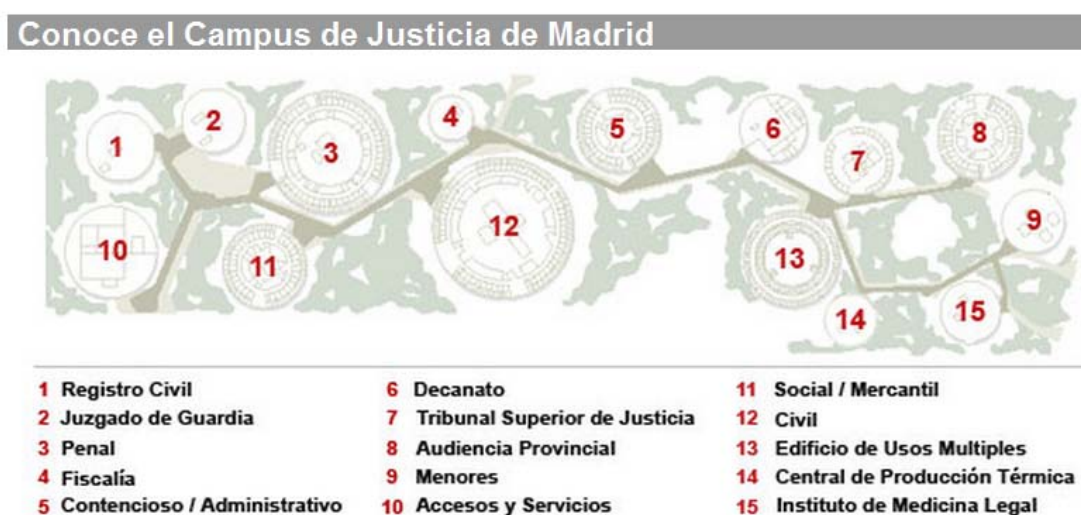 Conoce el Campus de Justicia de Madrid
1
2
3
4
5
6
7
8
9
10
11
12
13
14
15
1 Registro Civil
2 Juzgado de Guardia
3 Penal
4 Fiscalía
5 Contencioso / Administrativo
6 Decanato
7 Tribunal Superior de Justicia
8 Audiencia Provincial
9 Menores
10 Accesos y Servicios
11 Social / Mercantil
12 Civil
13 Edificio de Usos Multiples
14 Central de Producción Térmica
15 Instituto de Medicina Legal